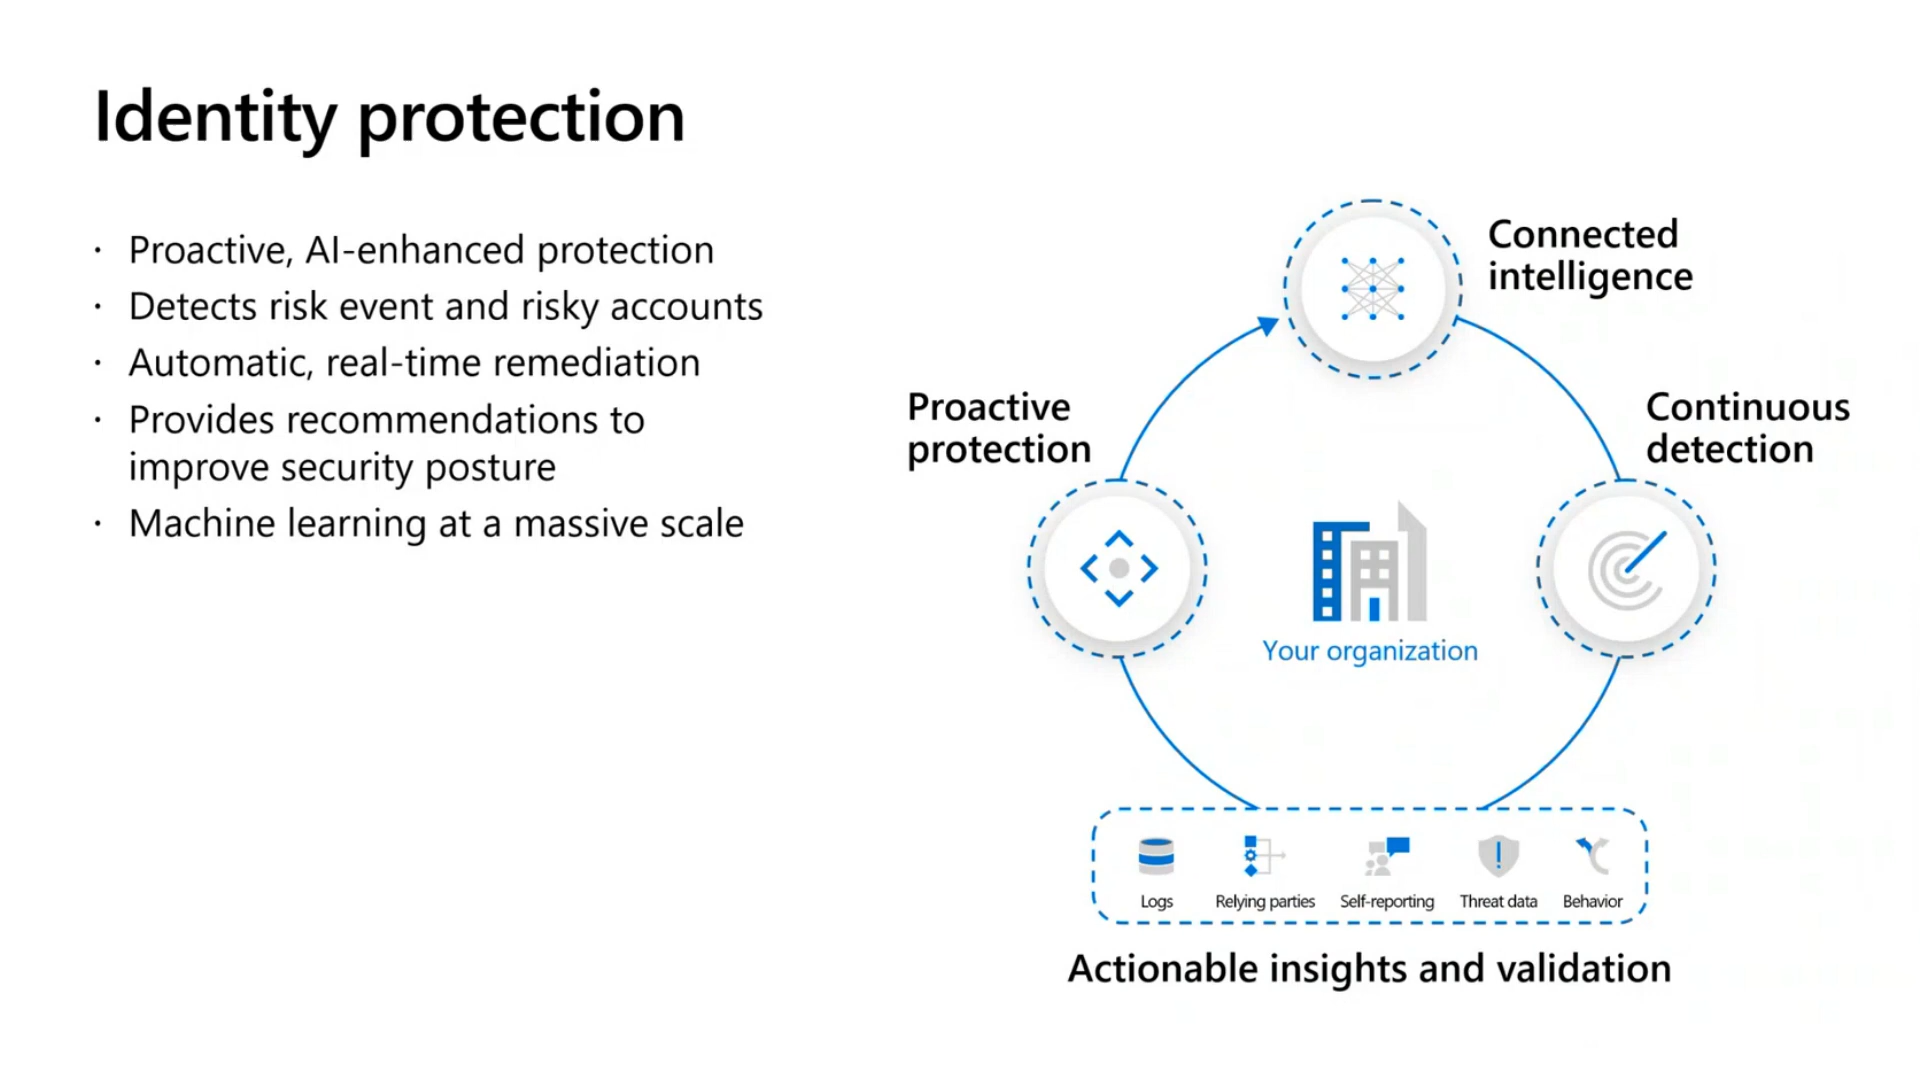 Identity protection
· Proactive, AI-enhanced protection
· Detects risk event and risky accounts
· Automatic, real-time remediation
· Provides recommendations to
improve security posture
· Machine learning at a massive scale
Connected
intelligence
Proactive
protection
Continuous
detection
Your organization
Logs
Relying parties
Self-reporting
Threat data
Behavior
Actionable insights and validation